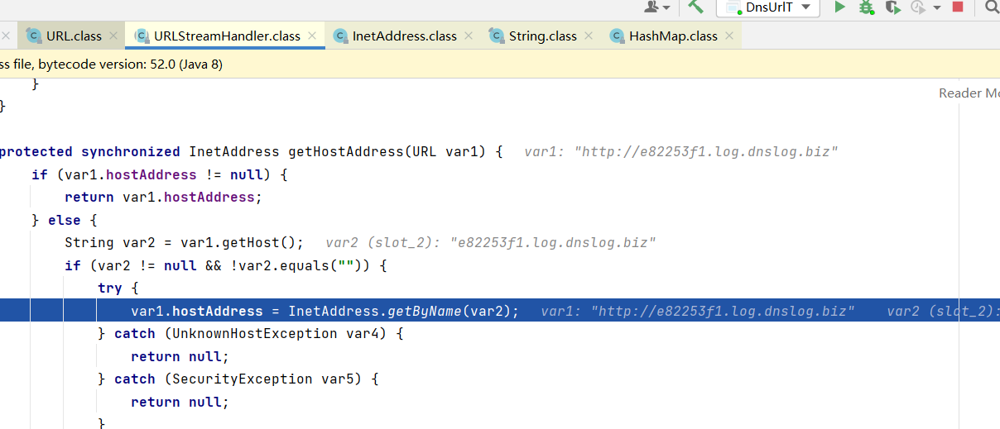 DnsUrlT
URL.class URLStreamHandler.class InetAddress.class String.class HashMap.class
ss file, bytecode version: 52.0 (Java 8)
}
Reader Mo
}
protected synchronized InetAddress getHostAddress(URL var1) { var1: "http://e82253f1.log.dnslog.biz"
if (var1.hostAddress != null) {
return var1.hostAddress;
} else {
String var2 = var1.getHost(); var2 (slot_2): "e82253f1.log.dnslog.biz"
if (var2 != null && !var2.equals("")) {
try {
var1.hostAddress = InetAddress.getByName(var2); var1: "http://e82253f1.log.dnslog.biz" var2 (slot_2):
} catch (UnknownHostException var4) {
return null;
} catch (SecurityException var5) {
return null;
}